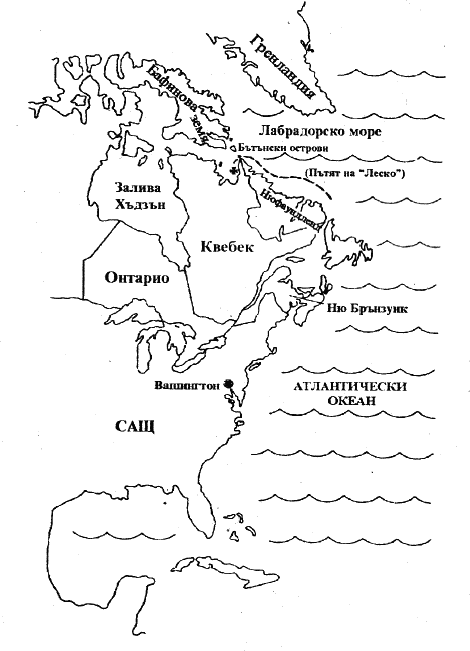 Гренландия
Бафинова земя
Лабрадорско море
Бътънски острови
(Пътят на “Леско”)
Залива
Хъдзън
Нюфаундленд
Квебек
Онтарио
Ню Брънзуик
Вашингтон
АТЛАНТИЧЕСКИ
ОКЕАН
САЩ